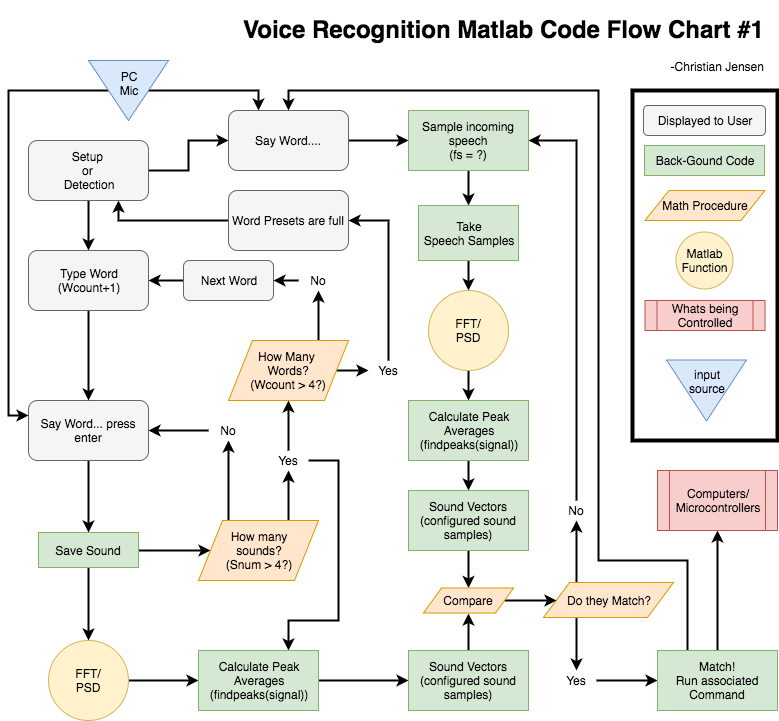 Voice Recognition Matlab Code Flow Chart #1
-Christian Jensen
PC
Mic
Setup
or
Detection
Say Word....
Word Presets are full
Type Word
(Wcount+1)
Next Word
No
How Many
Words?
(Wcount > 4?)
Yes
Say Word... press
enter
No
Yes
Save Sound
How many
sounds?
(Snum > 4?)
FFT/
PSD
Calculate Peak
Averages
(findpeaks(signal))
Sample incoming
speech
(fs = ?)
Take
Speech Samples
FFT/
PSD
Calculate Peak
Averages
(findpeaks(signal))
Sound Vectors
(configured sound
samples)
Compare
Sound Vectors
(configured sound
samples)
No
Do they Match?
Yes
Match!
Run associated
Command
Computers/
Microcontrollers
Displayed to User
Back-Gound Code
Math Procedure
Matlab
Function
Whats being
Controlled
input
source